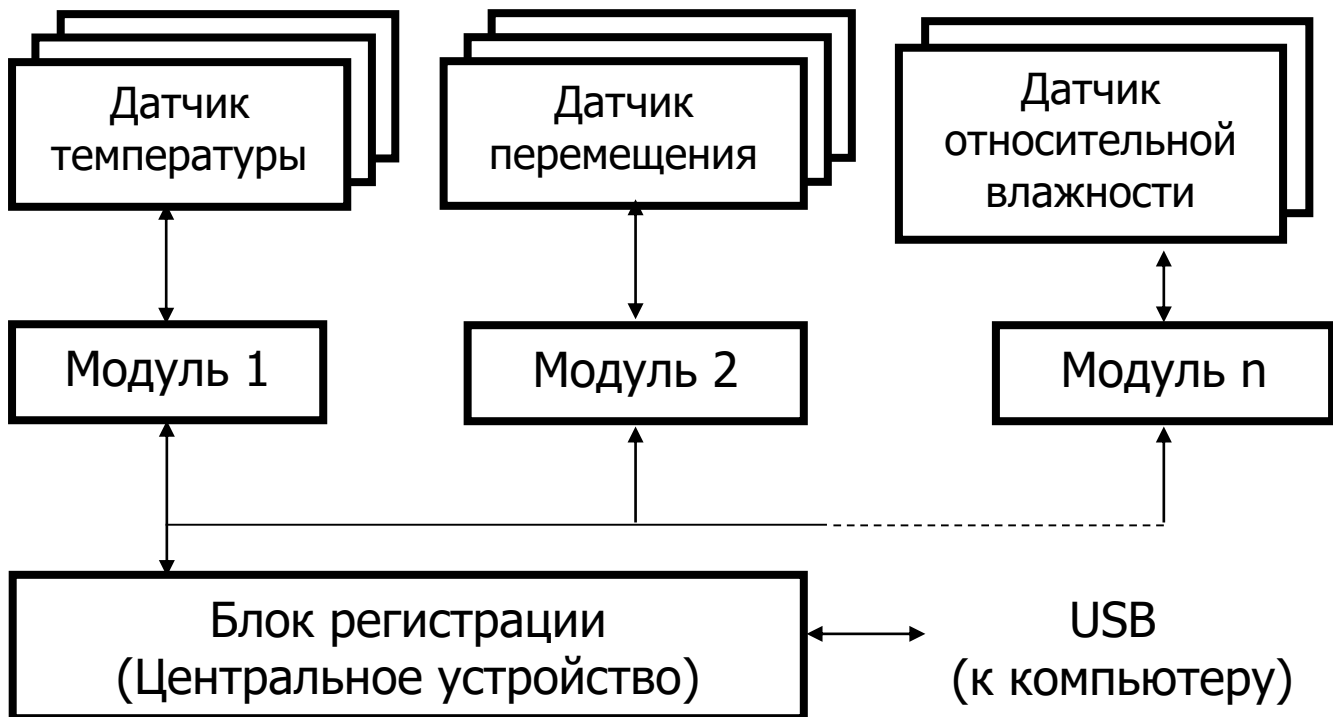 Датчик
температуры
Датчик
перемещения
Датчик
относительной
влажности
Модуль 1
Модуль 2
Модуль n
Блок регистрации
(Центральное устройство)
USB
(к компьютеру)